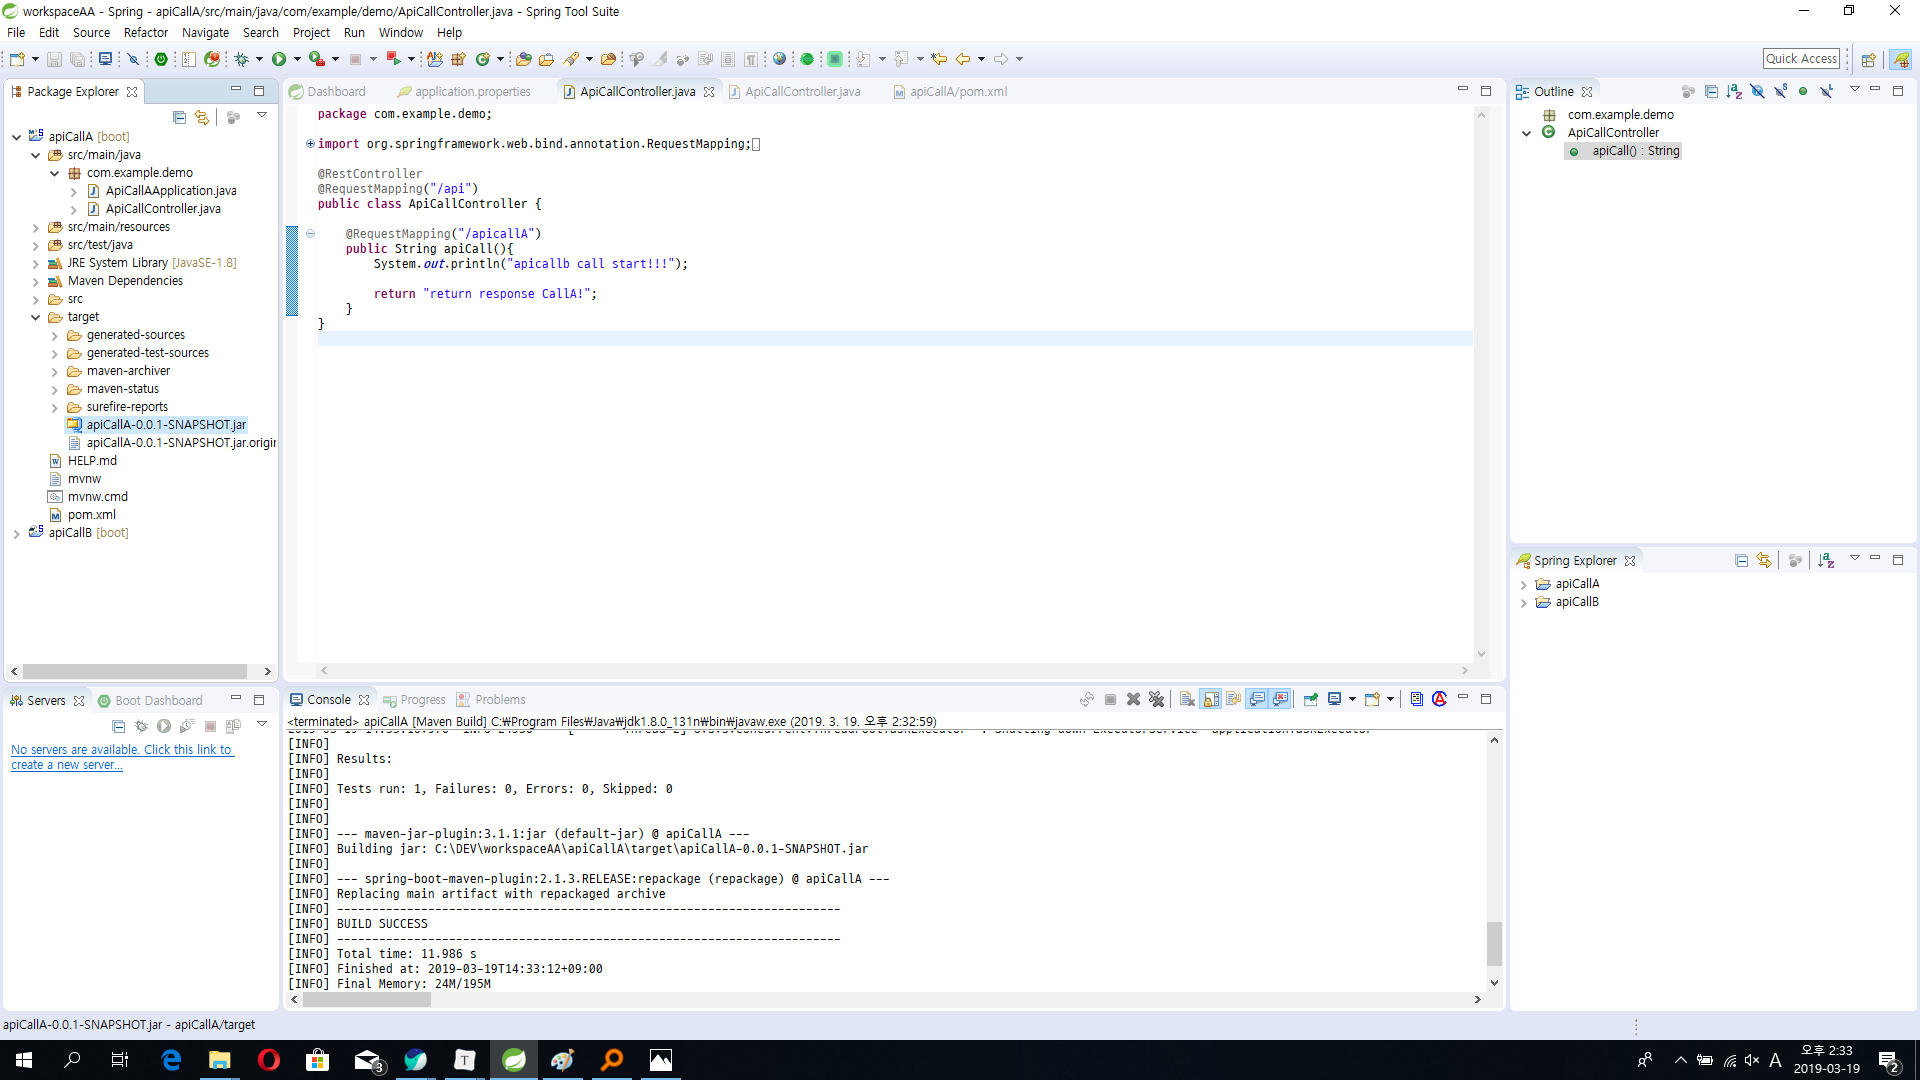 workspaceAA - Spring - apiCallA/src/main/java/com/example/demo/ApiCallController.java - Spring Tool Suite
File Edit Source Refactor Navigate Search Project Run Window Help
Quick Access
Package Explorer
apiCallA [boot]
src/main/java
com.example.demo
ApiCallAApplication.java
ApiCallController.java
src/main/resources
src/test/java
JRE System Library [JavaSE-1.8]
Maven Dependencies
src
target
generated-sources
generated-test-sources
maven-archiver
maven-status
surefire-reports
apiCallA-0.0.1-SNAPSHOT.jar
apiCallA-0.0.1-SNAPSHOT.jar.origin
HELP.md
mvnw
mvnw.cmd
pom.xml
apiCallB [boot]
Dashboard application.properties ApiCallController.java ApiCallController.java apiCallA/pom.xml
package com.example.demo;
import org.springframework.web.bind.annotation.RequestMapping;
@RestController
@RequestMapping("/api")
public class ApiCallController {
@RequestMapping("/apicallA")
public String apiCall(){
System.out.println("apicallb call start!!!");
return "return response CallA!";
}
}
Outline
com.example.demo
ApiCallController
apiCall() : String
Spring Explorer
apiCallA
apiCallB
Servers Boot Dashboard
No servers are available. Click this link to
create a new server...
Console Progress Problems
<terminated> apiCallA [Maven Build] C:₩Program Files₩Java₩jdk1.8.0_131n₩bin₩javaw.exe (2019. 3. 19. 오후 2:32:59)
[INFO]
[INFO] Results:
[INFO]
[INFO] Tests run: 1, Failures: 0, Errors: 0, Skipped: 0
[INFO]
[INFO]
[INFO] --- maven-jar-plugin:3.1.1:jar (default-jar) @ apiCallA ---
[INFO] Building jar: C:\DEV\workspaceAA\apiCallA\target\apiCallA-0.0.1-SNAPSHOT.jar
[INFO]
[INFO] --- spring-boot-maven-plugin:2.1.3.RELEASE:repackage (repackage) @ apiCallA ---
[INFO] Replacing main artifact with repackaged archive
[INFO] ------------------------------------------------------------------------
[INFO] BUILD SUCCESS
[INFO] ------------------------------------------------------------------------
[INFO] Total time: 11.986 s
[INFO] Finished at: 2019-03-19T14:33:12+09:00
[INFO] Final Memory: 24M/195M
apiCallA-0.0.1-SNAPSHOT.jar - apiCallA/target
3
T
A
오후 2:33
2019-03-19
2